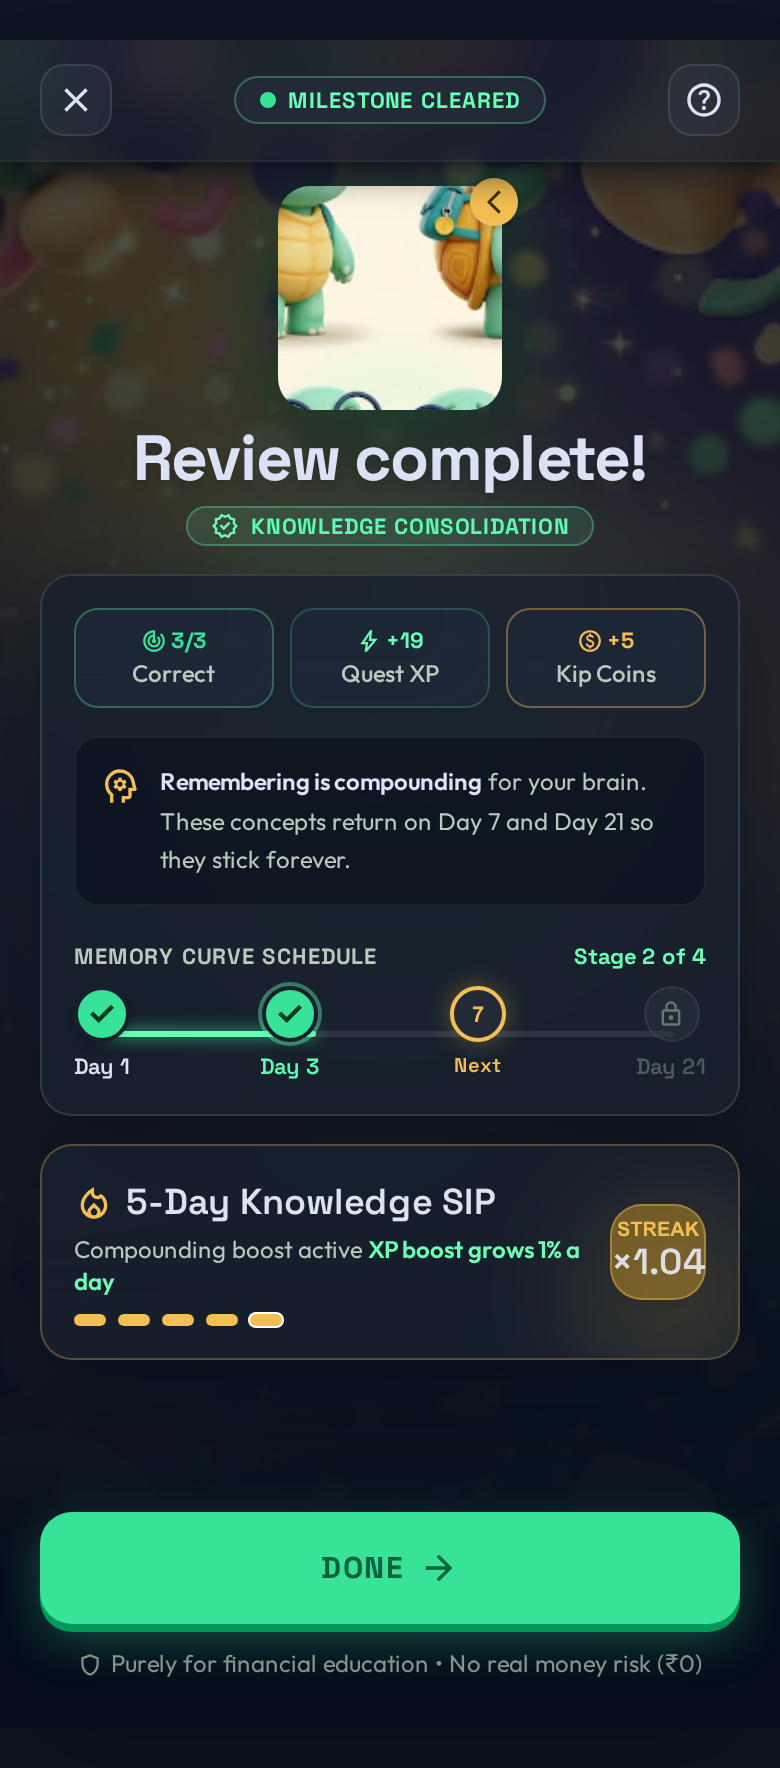 MILESTONE CLEARED
Review complete!
KNOWLEDGE CONSOLIDATION
3/3
Correct
+19
Quest XP
+5
Kip Coins
Remembering is compounding for your brain.
These concepts return on Day 7 and Day 21 so
they stick forever.
MEMORY CURVE SCHEDULE
Stage 2 of 4
7
Day 1
Day 3
Next
Day 21
5-Day Knowledge SIP
Compounding boost active XP boost grows 1% a
day
STREAK
×1.04
DONE
Purely for financial education • No real money risk (₹0)